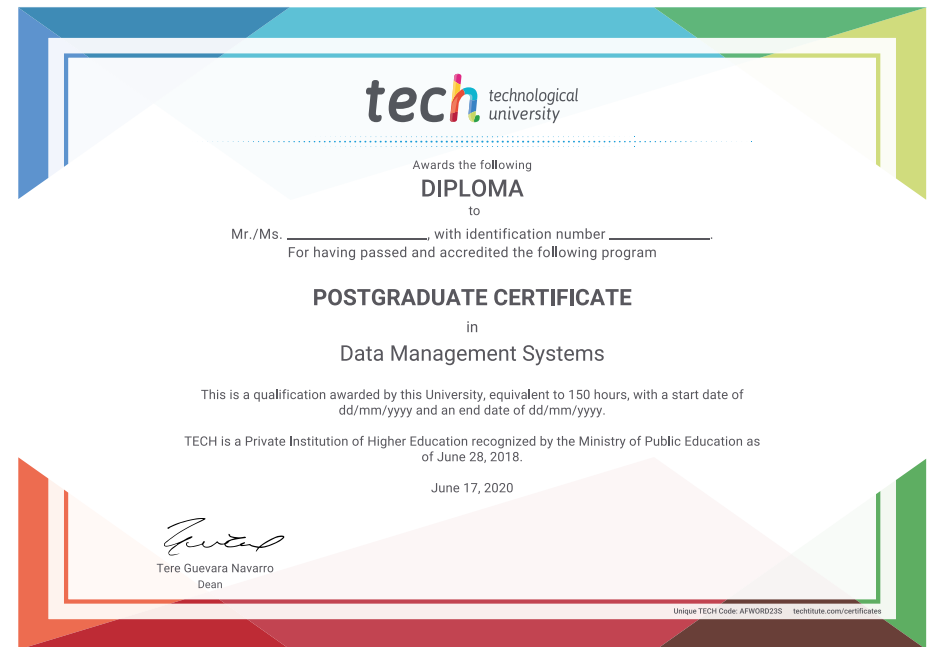 tech technological
university
Awards the following
DIPLOMA
to
Mr./Ms. ____________________, with identification number ______________.
For having passed and accredited the following program
POSTGRADUATE CERTIFICATE
in
Data Management Systems
This is a qualification awarded by this University, equivalent to 150 hours, with a start date of
dd/mm/yyyy and an end date of dd/mm/yyyy.
TECH is a Private Institution of Higher Education recognized by the Ministry of Public Education as
of June 28, 2018.
June 17, 2020
Tere Guevara Navarro
Dean
Unique TECH Code: AFWORD23S techtitute.com/certificates